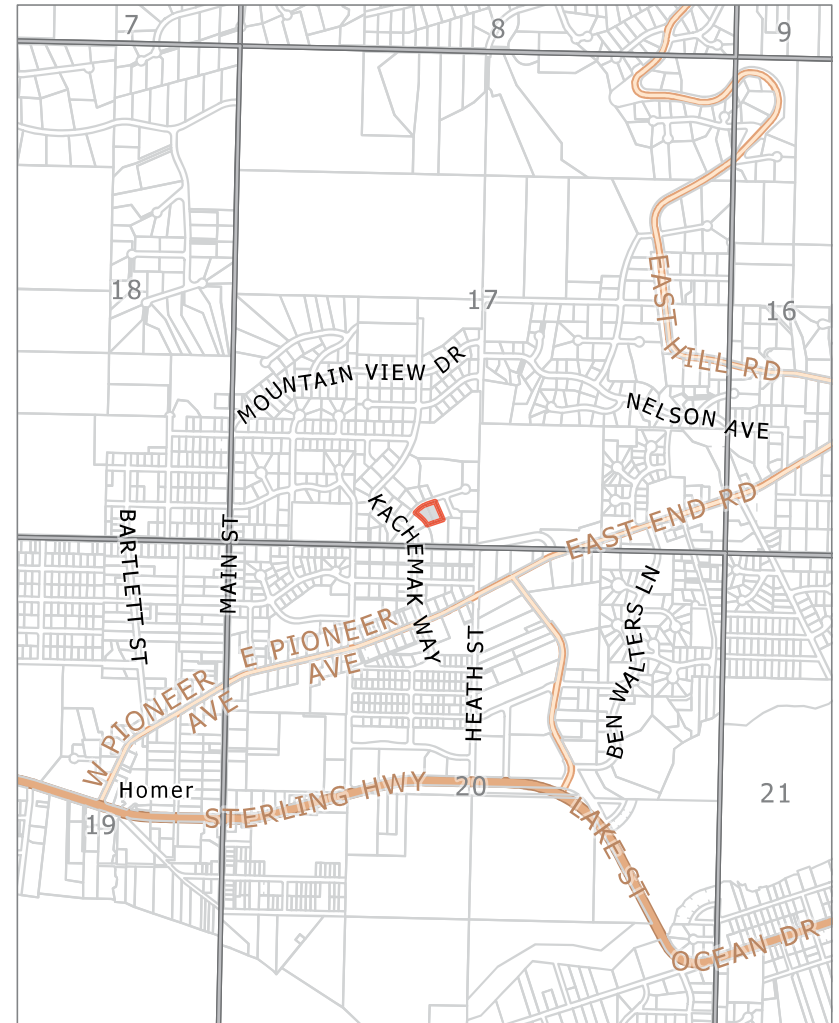 7
8
9
18
17
16
EAST
HILL RD
MOUNTAIN VIEW DR
NELSON AVE
KACHEMAK WAY
EAST END RD
BARTLETT ST
MAIN ST
BEN WALTERS LN
E PIONEER
AVE
HEATH ST
W PIONEER
AVE
Homer
STERLING HWY
20
21
19
LAKE ST
OCEAN DR